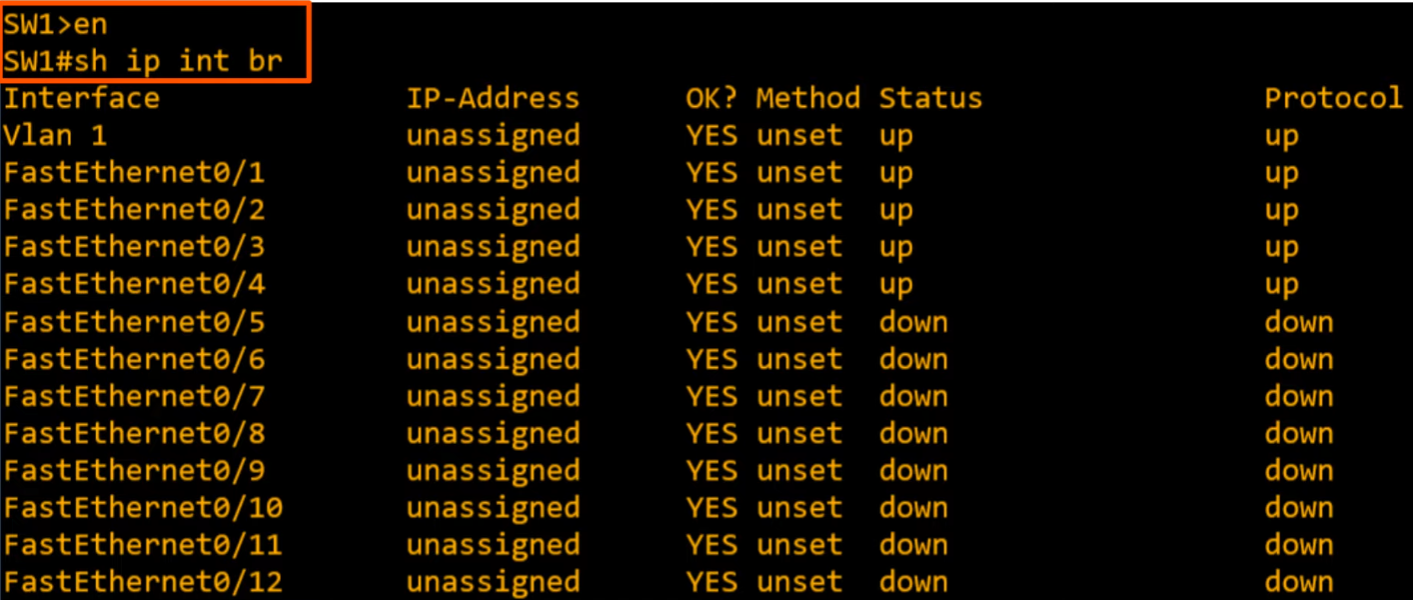 SW1>en
SW1#sh ip int br
Interface IP-Address OK? Method Status Protocol
Vlan 1 unassigned YES unset up up
FastEthernet0/1 unassigned YES unset up up
FastEthernet0/2 unassigned YES unset up up
FastEthernet0/3 unassigned YES unset up up
FastEthernet0/4 unassigned YES unset up up
FastEthernet0/5 unassigned YES unset down down
FastEthernet0/6 unassigned YES unset down down
FastEthernet0/7 unassigned YES unset down down
FastEthernet0/8 unassigned YES unset down down
FastEthernet0/9 unassigned YES unset down down
FastEthernet0/10 unassigned YES unset down down
FastEthernet0/11 unassigned YES unset down down
FastEthernet0/12 unassigned YES unset down down